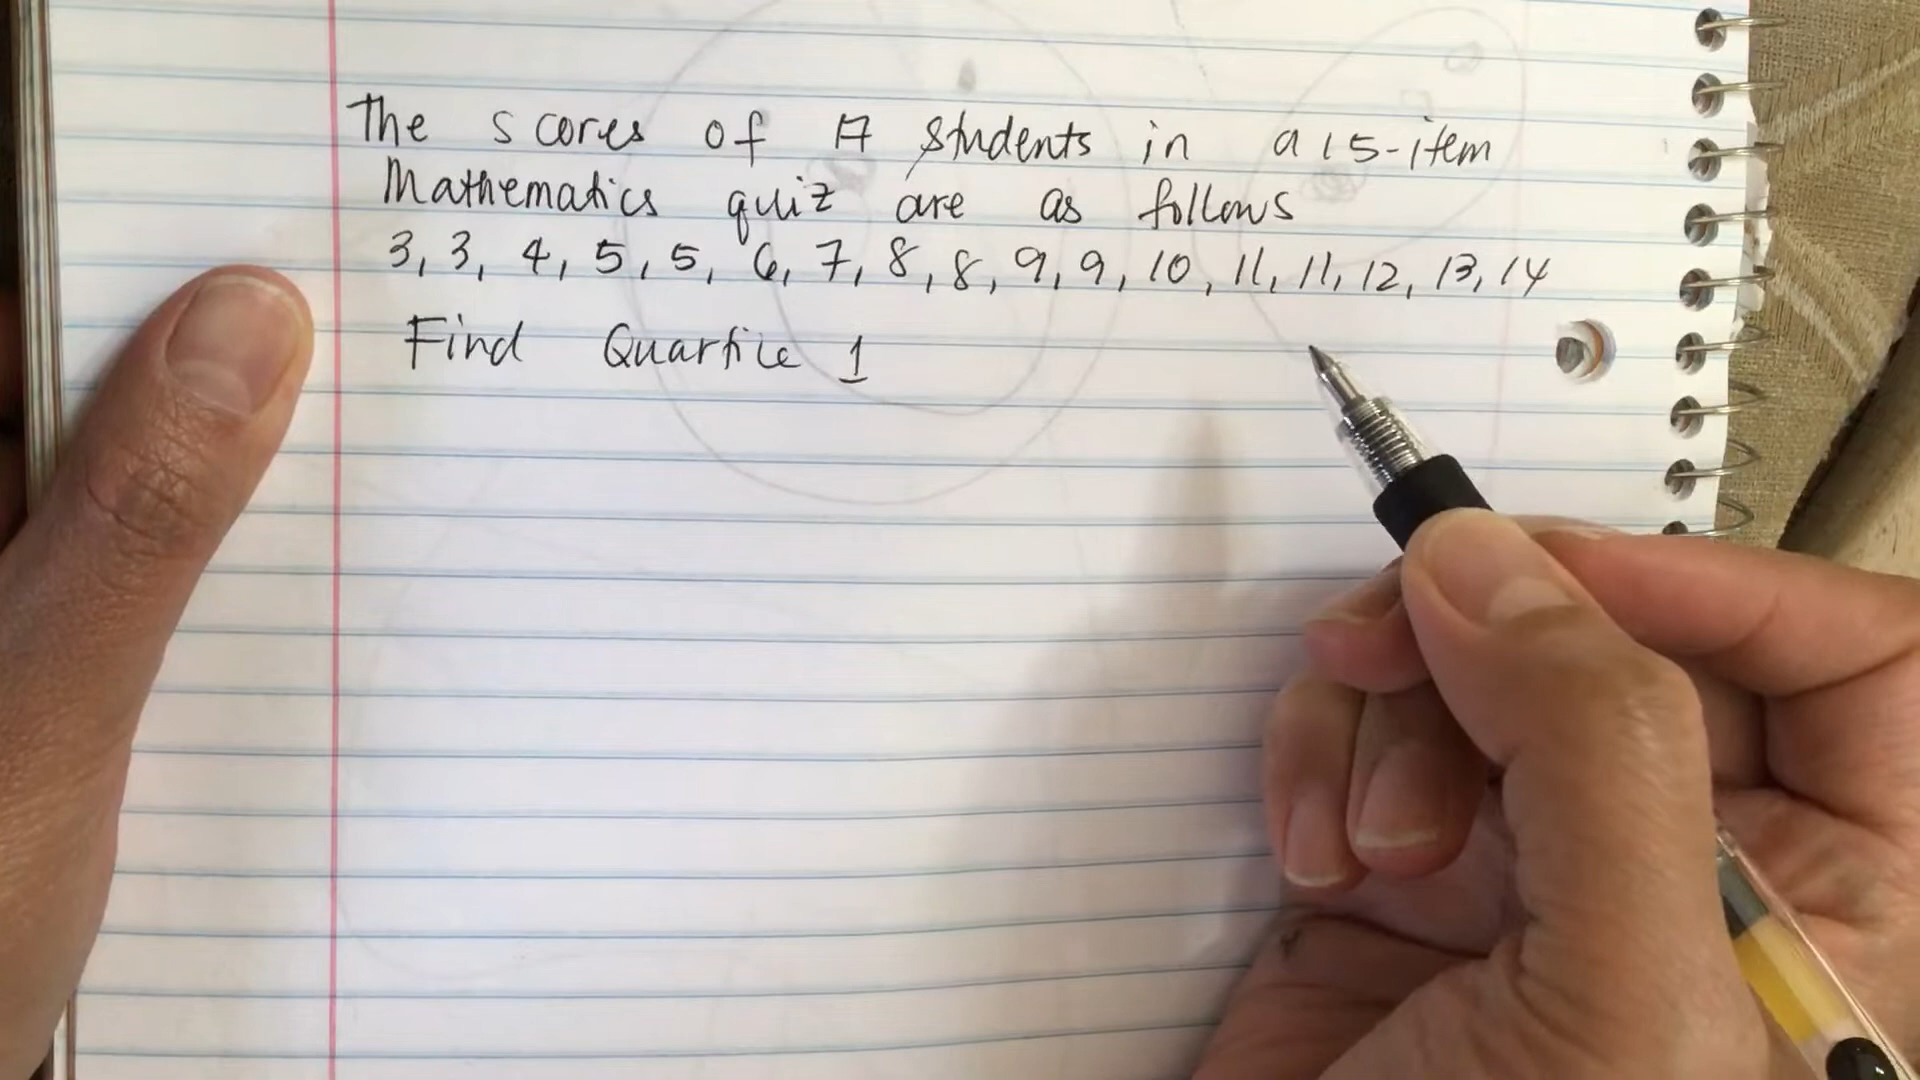 The scores of 17 students in a 15-item
Mathematics quiz are as follows
3, 3, 4, 5, 5, 6, 7, 8, 8, 9, 9, 10, 11, 11, 12, 13, 14
Find Quartile 1